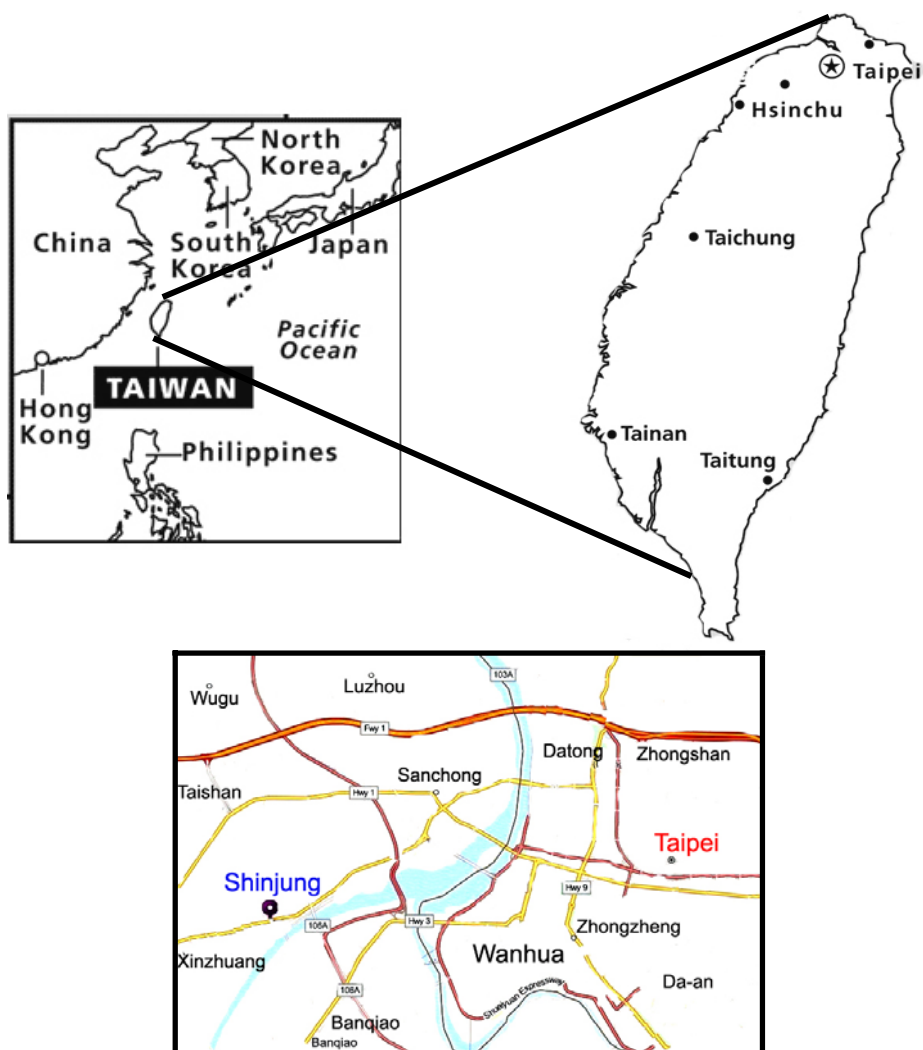 North
Korea
China
South
Korea
Japan
Pacific
Ocean
TAIWAN
Hong
Kong
Philippines
Taipei
Hsinchu
Taichung
Tainan
Taitung
103A
Wugu
Luzhou
Fwy 1
Datong
Zhongshan
Sanchong
Taishan
Hwy 1
Taipei
Shinjung
Hwy 9
106A
Hwy 3
Zhongzheng
Xinzhuang
Wanhua
Da-an
106A
Shuiyuan Expressway
Banqiao
Banqiao